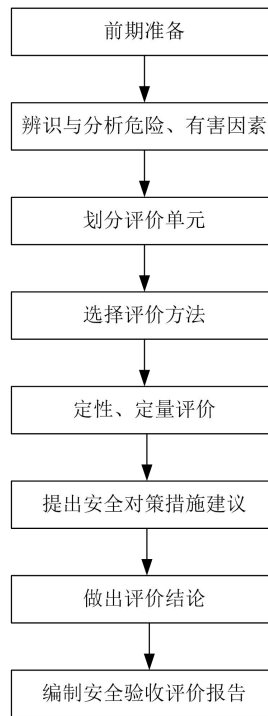 前期准备
辨识与分析危险、有害因素
划分评价单元
选择评价方法
定性、定量评价
提出安全对策措施建议
做出评价结论
编制安全验收评价报告